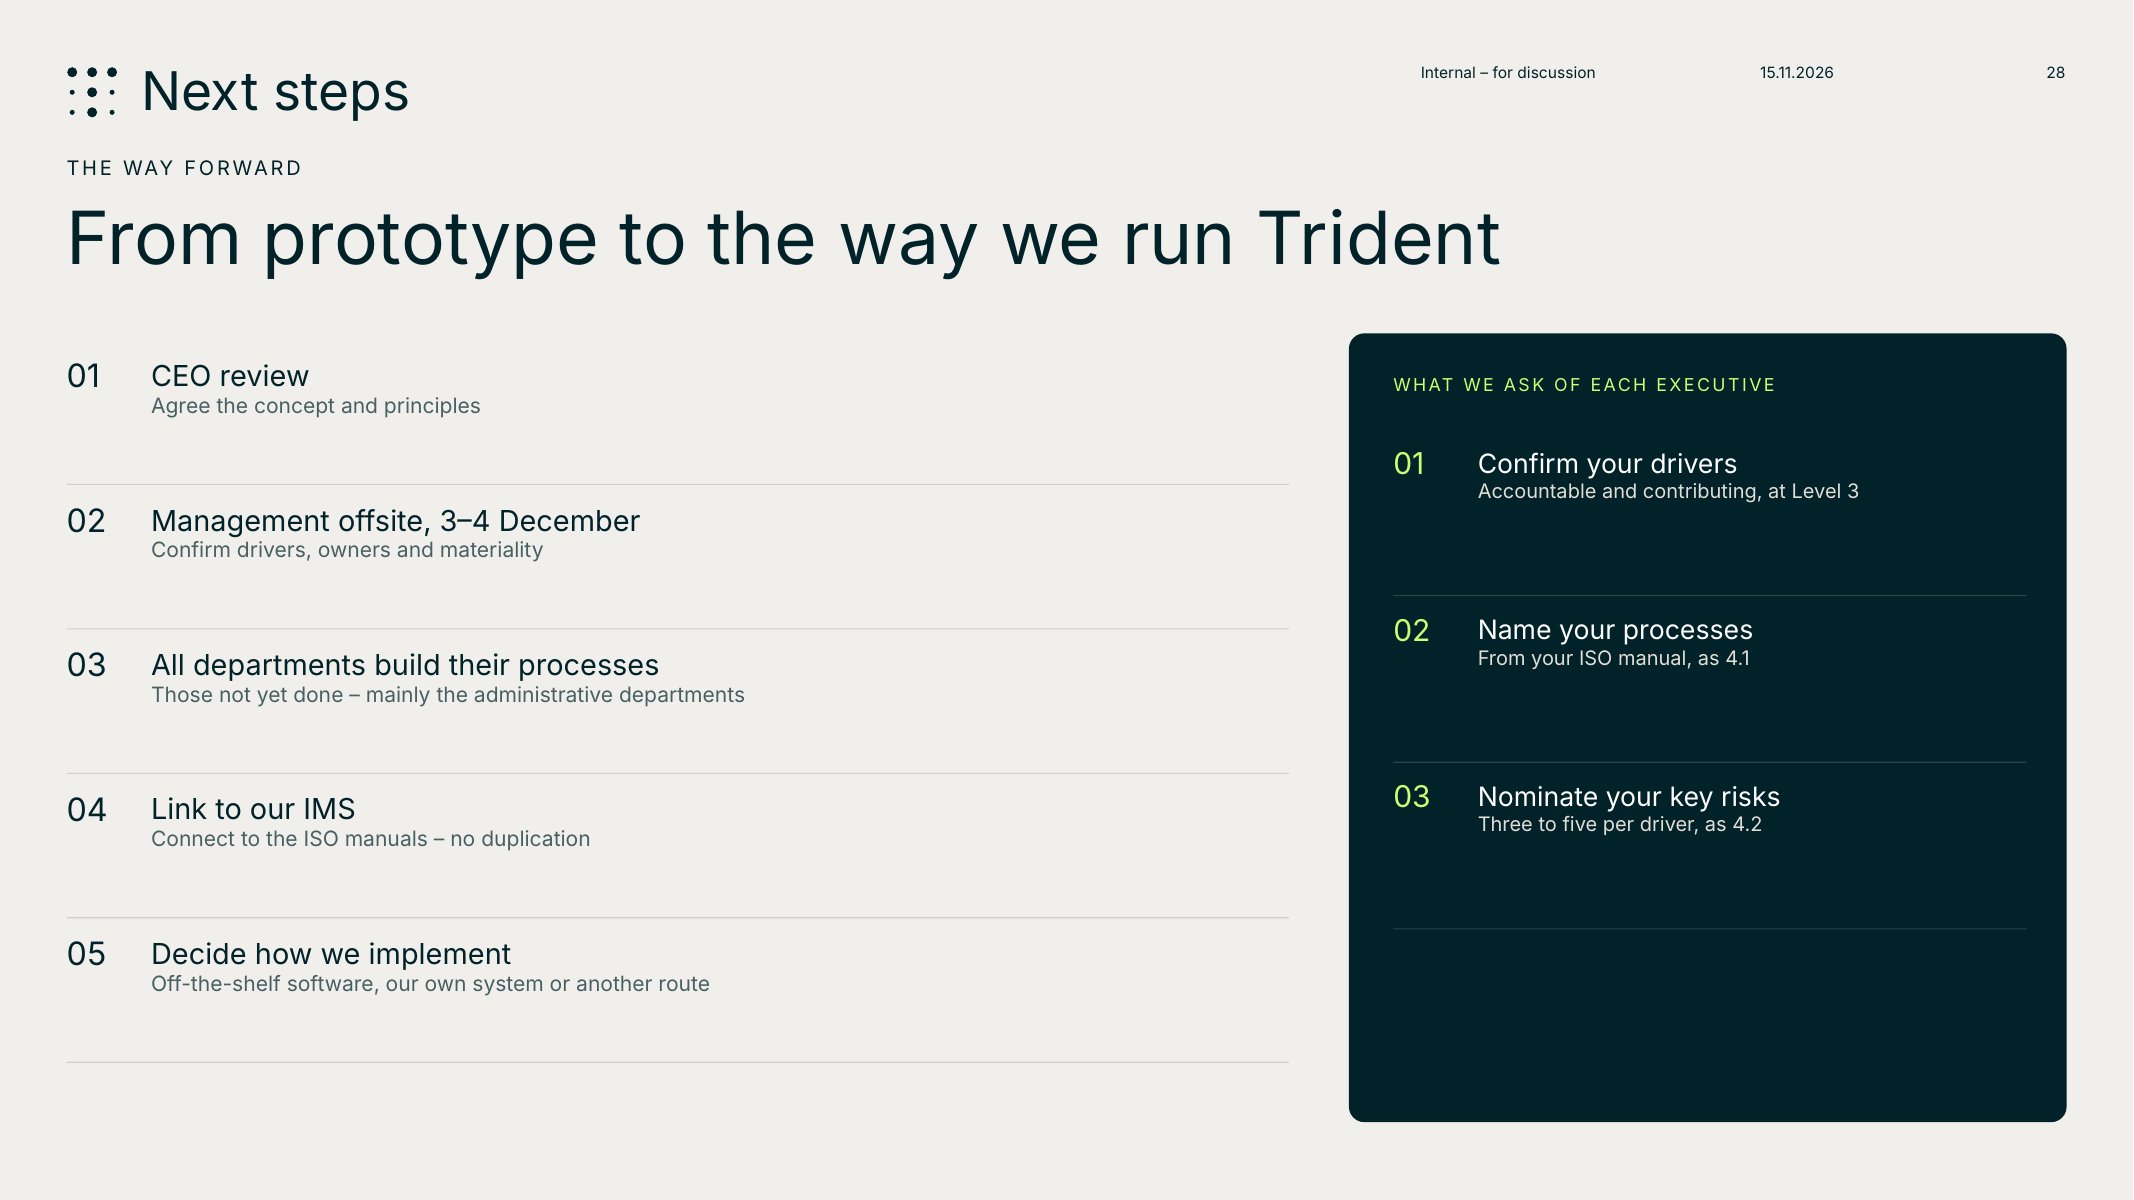 Next steps
Internal – for discussion
15.11.2026
28
THE WAY FORWARD
From prototype to the way we run Trident
01 CEO review
Agree the concept and principles
02 Management offsite, 3–4 December
Confirm drivers, owners and materiality
03 All departments build their processes
Those not yet done – mainly the administrative departments
04 Link to our IMS
Connect to the ISO manuals – no duplication
05 Decide how we implement
Off-the-shelf software, our own system or another route
WHAT WE ASK OF EACH EXECUTIVE
01 Confirm your drivers
Accountable and contributing, at Level 3
02 Name your processes
From your ISO manual, as 4.1
03 Nominate your key risks
Three to five per driver, as 4.2